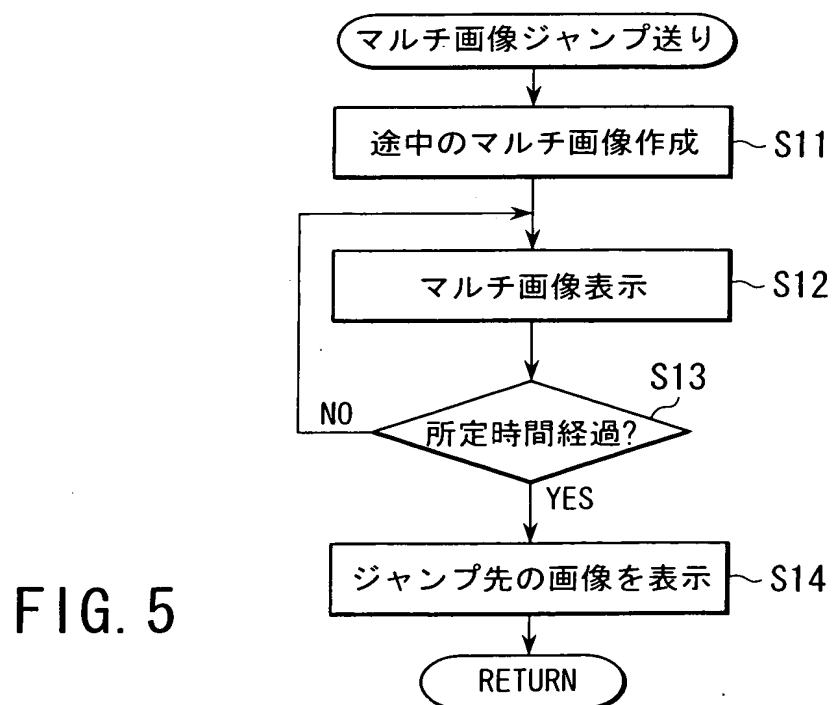 マルチ画像ジャンプ送り
途中のマルチ画像作成
S11
マルチ画像表示
S12
S13
NO
所定時間経過?
YES
ジャンプ先の画像を表示
S14
FIG. 5
RETURN